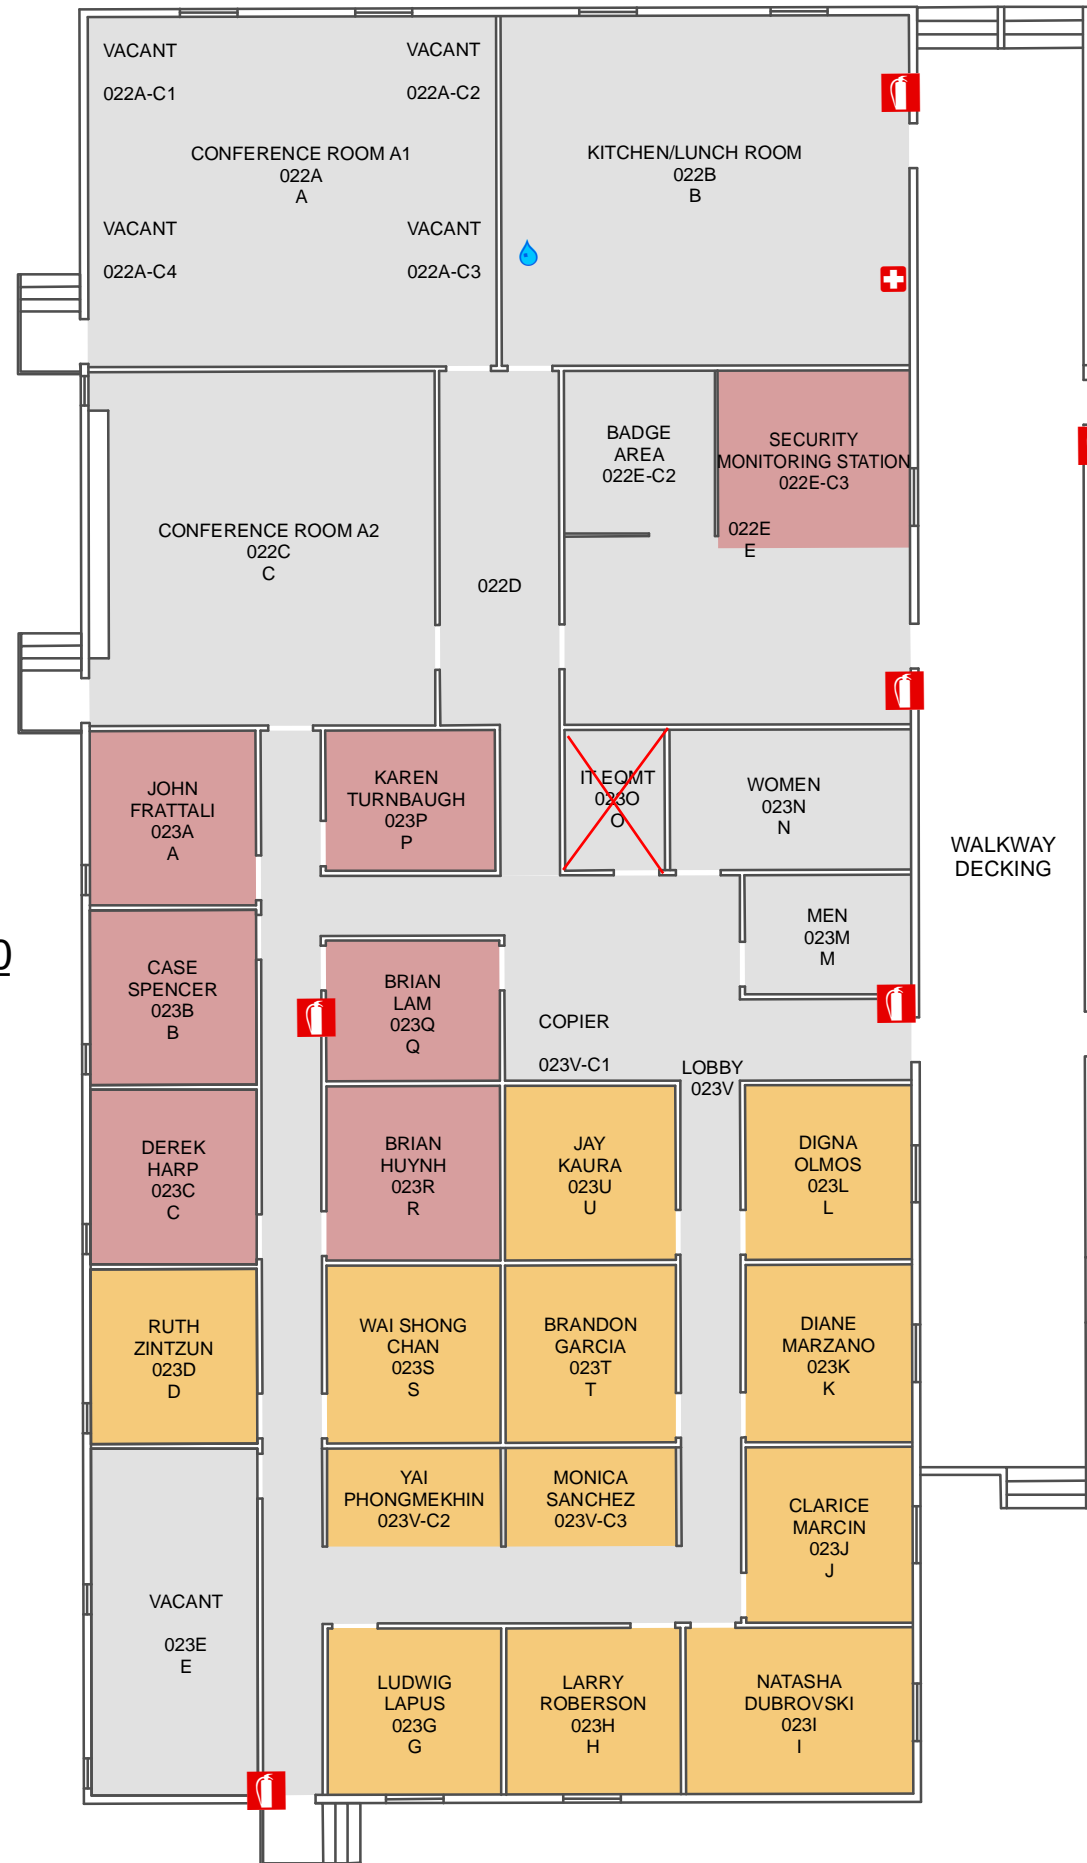 VACANT
022A-C1
VACANT
022A-C2
CONFERENCE ROOM A1
022A
A
VACANT
022A-C4
VACANT
022A-C3
KITCHEN/LUNCH ROOM
022B
B
CONFERENCE ROOM A2
022C
C
022D
BADGE
AREA
022E-C2
SECURITY
MONITORING STATION
022E-C3
022E
E
JOHN
FRATTALI
023A
A
KAREN
TURNBAUGH
023P
P
IT EQMT
023O
O
WOMEN
023N
N
WALKWAY
DECKING
MEN
023M
M
0
CASE
SPENCER
023B
B
BRIAN
LAM
023Q
Q
COPIER
023V-C1
LOBBY
023V
DEREK
HARP
023C
C
BRIAN
HUYNH
023R
R
JAY
KAURA
023U
U
DIGNA
OLMOS
023L
L
RUTH
ZINTZUN
023D
D
WAI SHONG
CHAN
023S
S
BRANDON
GARCIA
023T
T
DIANE
MARZANO
023K
K
YAI
PHONGMEKHIN
023V-C2
MONICA
SANCHEZ
023V-C3
CLARICE
MARCIN
023J
J
VACANT
023E
E
LUDWIG
LAPUS
023G
G
LARRY
ROBERSON
023H
H
NATASHA
DUBROVSKI
023I
I